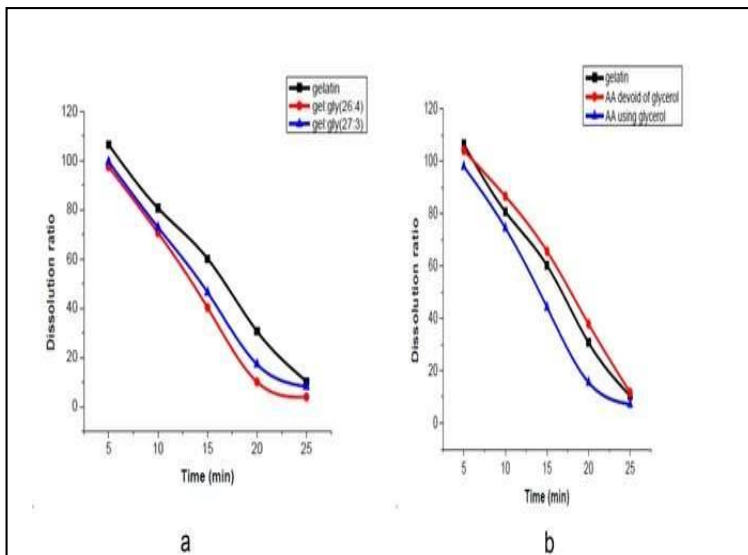 gelatin
gel:gly(26:4)
gel:gly(27:3)
120
100
80
60
40
20
0
Dissolution ratio
5 10 15 20 25
Time (min)
a
gelatin
AA devoid of glycerol
AA using glycerol
120
100
80
60
40
20
0
Dissolution ratio
5 10 15 20 25
Time (min)
b